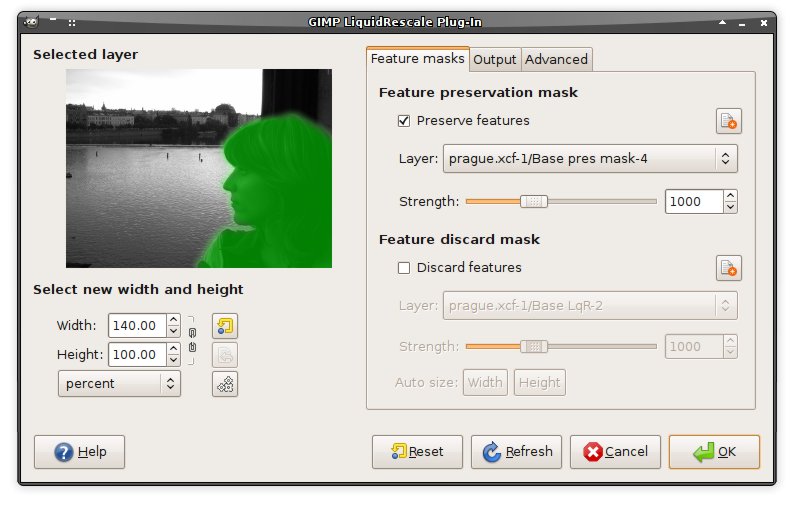 GIMP LiquidRescale Plug-In
Selected layer
Feature masks Output Advanced
Feature preservation mask
Preserve features
Layer: prague.xcf-1/Base pres mask-4
Strength: 1000
Feature discard mask
Discard features
Layer: prague.xcf-1/Base LqR-2
Strength: 1000
Auto size: Width Height
Select new width and height
Width: 140.00
Height: 100.00
percent
Help Reset Refresh Cancel OK